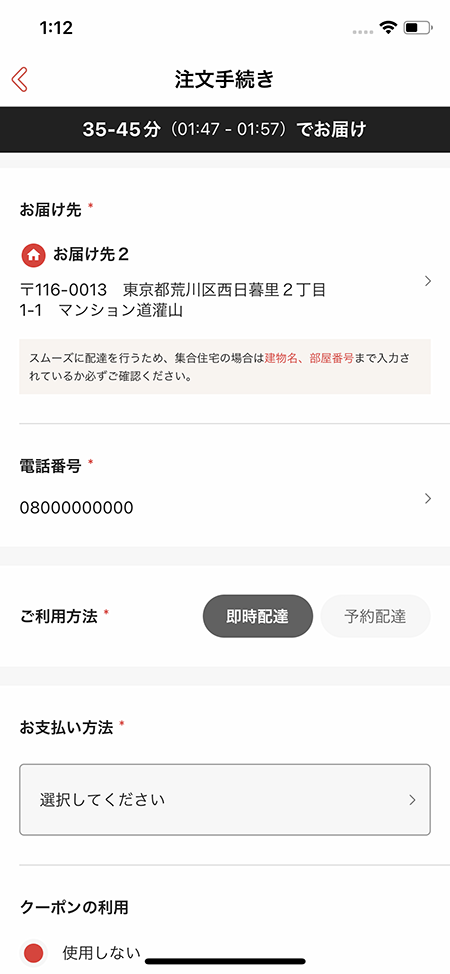 1:12
注文手続き
35-45分（01:47 - 01:57）でお届け
お届け先 *
お届け先２
〒116-0013　東京都荒川区西日暮里２丁目
1-1　マンション道灌山
スムーズに配達を行うため、集合住宅の場合は建物名、部屋番号まで入力さ
れているか必ずご確認ください。
電話番号 *
08000000000
ご利用方法 * 即時配達 予約配達
お支払い方法 *
選択してください
クーポンの利用
使用しない